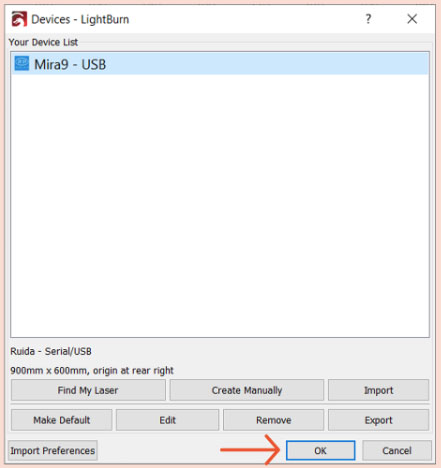 Devices - LightBurn ?
Your Device List
Mira9 - USB
Ruida - Serial/USB
900mm x 600mm, origin at rear right
Find My Laser Create Manually Import
Make Default Edit Remove Export
Import Preferences OK Cancel